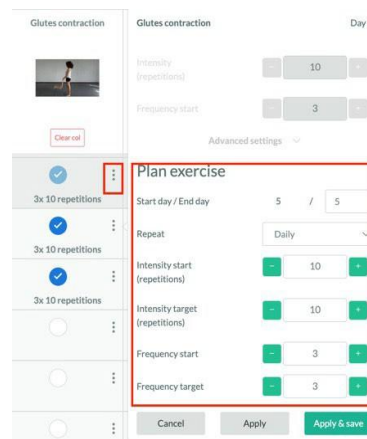 Glutes contraction
Clear col
3x 10 repetitions
3x 10 repetitions
3x 10 repetitions
Glutes contraction
Day
Intensity
(repetitions)
- 10 +
Frequency start
- 3 +
Advanced settings
Plan exercise
Start day / End day
5 / 5
Repeat
Daily
Intensity start
(repetitions)
- 10 +
Intensity target
(repetitions)
- 10 +
Frequency start
- 3 +
Frequency target
- 3 +
Cancel
Apply
Apply & save